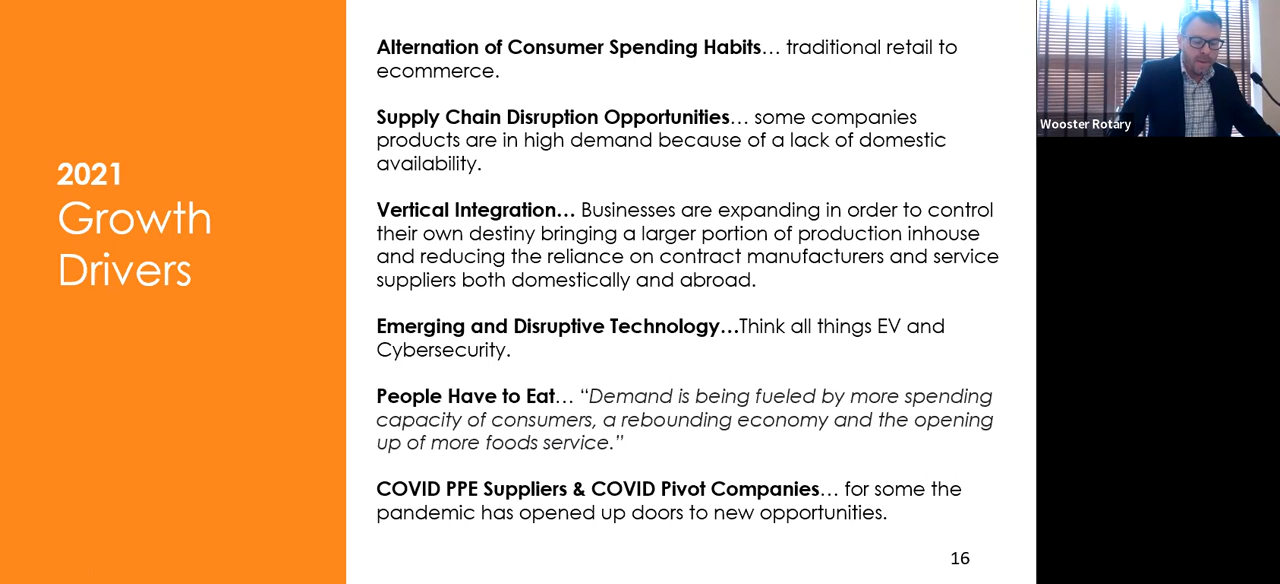 2021
Growth
Drivers
Alternation of Consumer Spending Habits… traditional retail to
ecommerce.
Supply Chain Disruption Opportunities… some companies
products are in high demand because of a lack of domestic
availability.
Vertical Integration… Businesses are expanding in order to control
their own destiny bringing a larger portion of production inhouse
and reducing the reliance on contract manufacturers and service
suppliers both domestically and abroad.
Emerging and Disruptive Technology…Think all things EV and
Cybersecurity.
People Have to Eat… “Demand is being fueled by more spending
capacity of consumers, a rebounding economy and the opening
up of more foods service.”
COVID PPE Suppliers & COVID Pivot Companies… for some the
pandemic has opened up doors to new opportunities.
16
Wooster Rotary